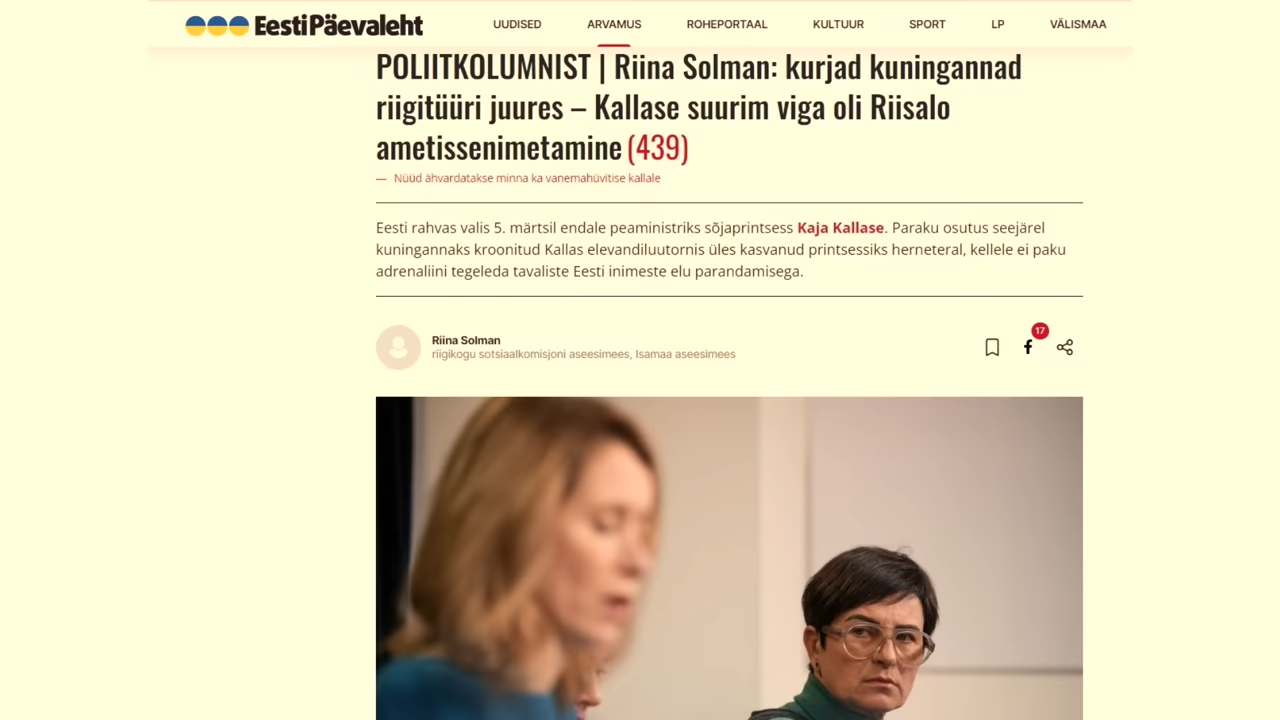 EestiPäevaleht
UUDISED ARVAMUS ROHEPORTAAL KULTUUR SPORT LP VÄLISMAA
POLIITKOLUMNIST | Riina Solman: kurjad kuningannad
riigitüüri juures – Kallase suurim viga oli Riisalo
ametissenimetamine (439)
— Nüüd ähvardatakse minna ka vanemahüvitise kallale
Eesti rahvas valis 5. märtsil endale peaministriks sõjaprintsess Kaja Kallase. Paraku osutus seejärel
kuningannaks kroonitud Kallas elevandiluutornis üles kasvanud printsessiks herneteral, kellele ei paku
adrenaliini tegeleda tavaliste Eesti inimeste elu parandamisega.
Riina Solman
riigikogu sotsiaalkomisjoni aseesimees, Isamaa aseesimees
17